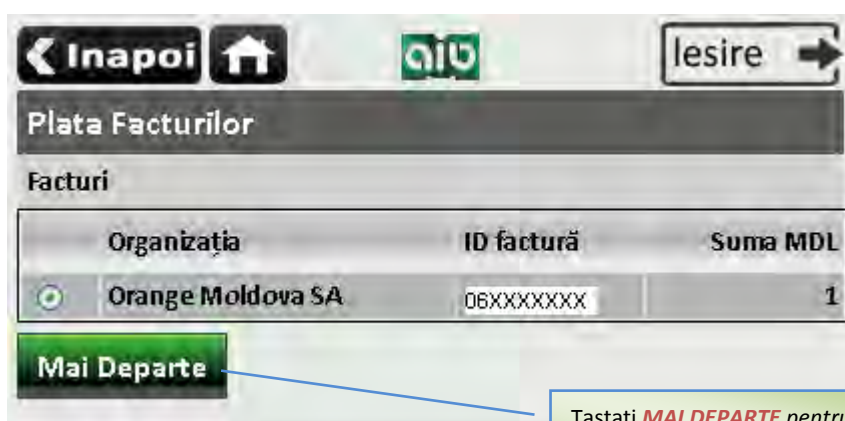 Inapoi aib Iesire
Plata Facturilor
Facturi
Organizația ID factură Suma MDL
Orange Moldova SA 06XXXXXXX 1
Mai Departe
Tastați MAI DEPARTE pentru